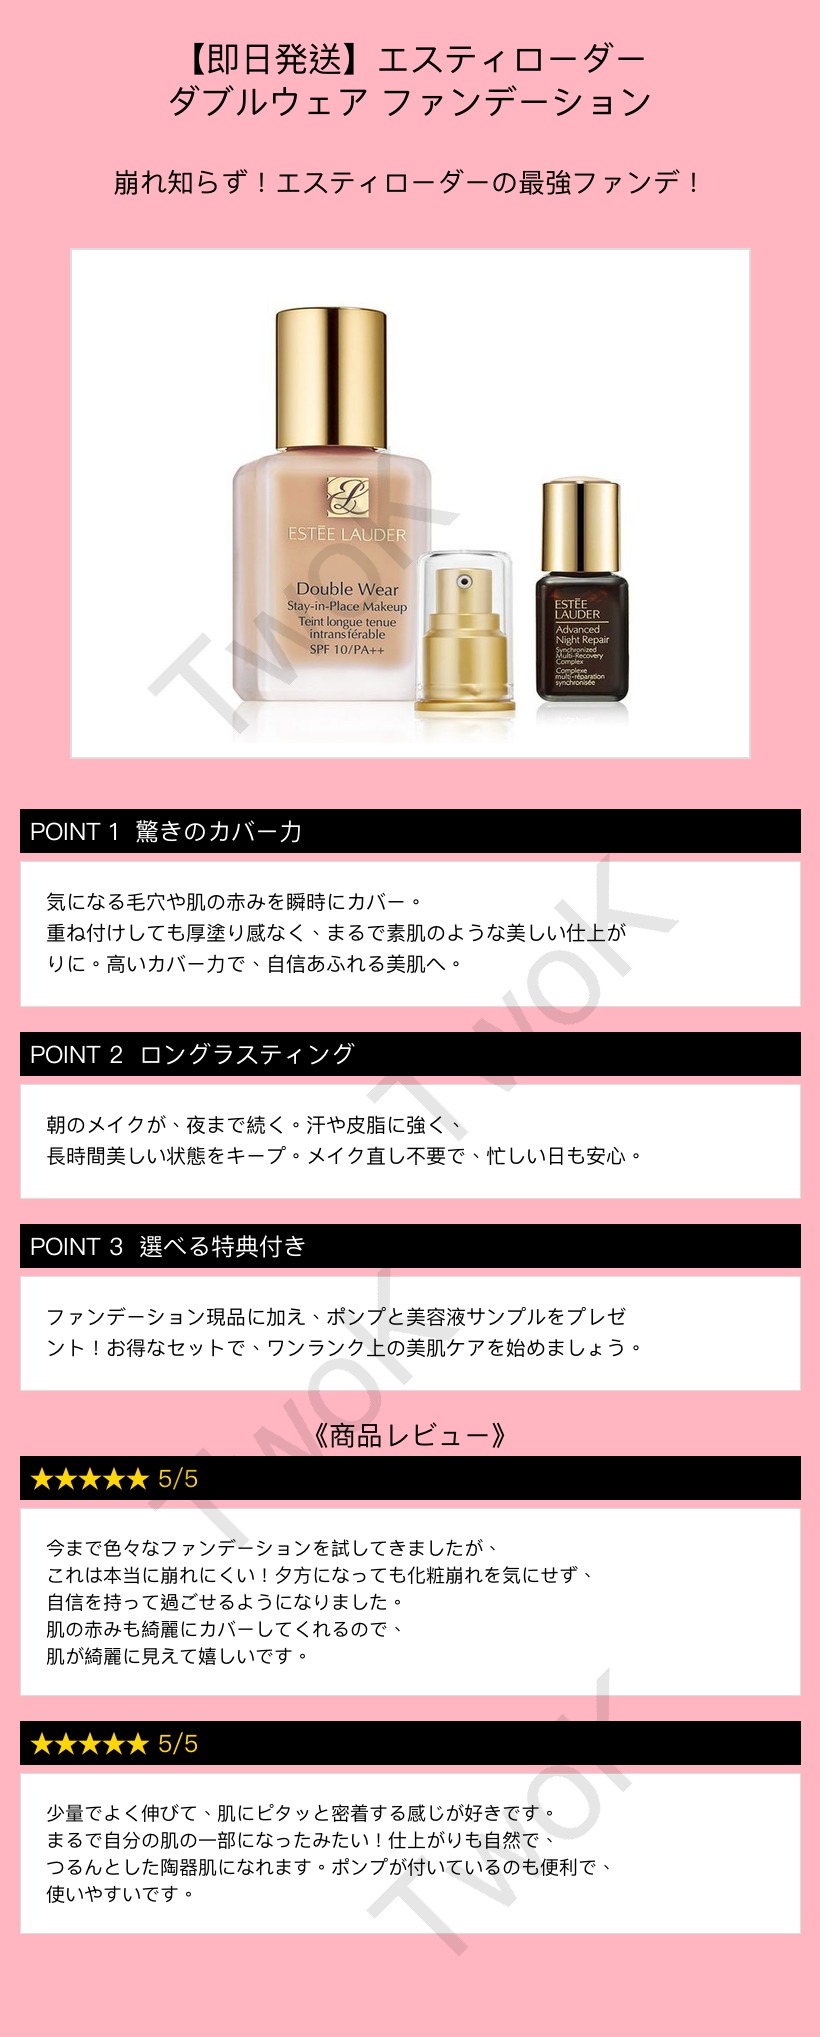 【即日発送】エスティローダー
ダブルウェア ファンデーション
崩れ知らず！エスティローダーの最強ファンデ！
ESTĒE LAUDER
Double Wear
Stay-in-Place Makeup
Teint longue tenue
intransférable
SPF 10/PA++
ESTĒE
LAUDER
Advanced
Night Repair
Synchronized
Multi-Recovery
Complex
Complexe
multi-réparation
synchronisée
TwoK
POINT 1 驚きのカバー力
気になる毛穴や肌の赤みを瞬時にカバー。
重ね付けしても厚塗り感なく、まるで素肌のような美しい仕上が
りに。高いカバー力で、自信あふれる美肌へ。
TwoK
POINT 2 ロングラスティング
朝のメイクが、夜まで続く。汗や皮脂に強く、
長時間美しい状態をキープ。メイク直し不要で、忙しい日も安心。
POINT 3 選べる特典付き
ファンデーション現品に加え、ポンプと美容液サンプルをプレゼ
ント！お得なセットで、ワンランク上の美肌ケアを始めましょう。
TwoK
《商品レビュー》
★★★★★ 5/5
今まで色々なファンデーションを試してきましたが、
これは本当に崩れにくい！夕方になっても化粧崩れを気にせず、
自信を持って過ごせるようになりました。
肌の赤みも綺麗にカバーしてくれるので、
肌が綺麗に見えて嬉しいです。
★★★★★ 5/5
少量でよく伸びて、肌にピタッと密着する感じが好きです。
まるで自分の肌の一部になったみたい！仕上がりも自然で、
つるんとした陶器肌になれます。ポンプが付いているのも便利で、
使いやすいです。
TwoK